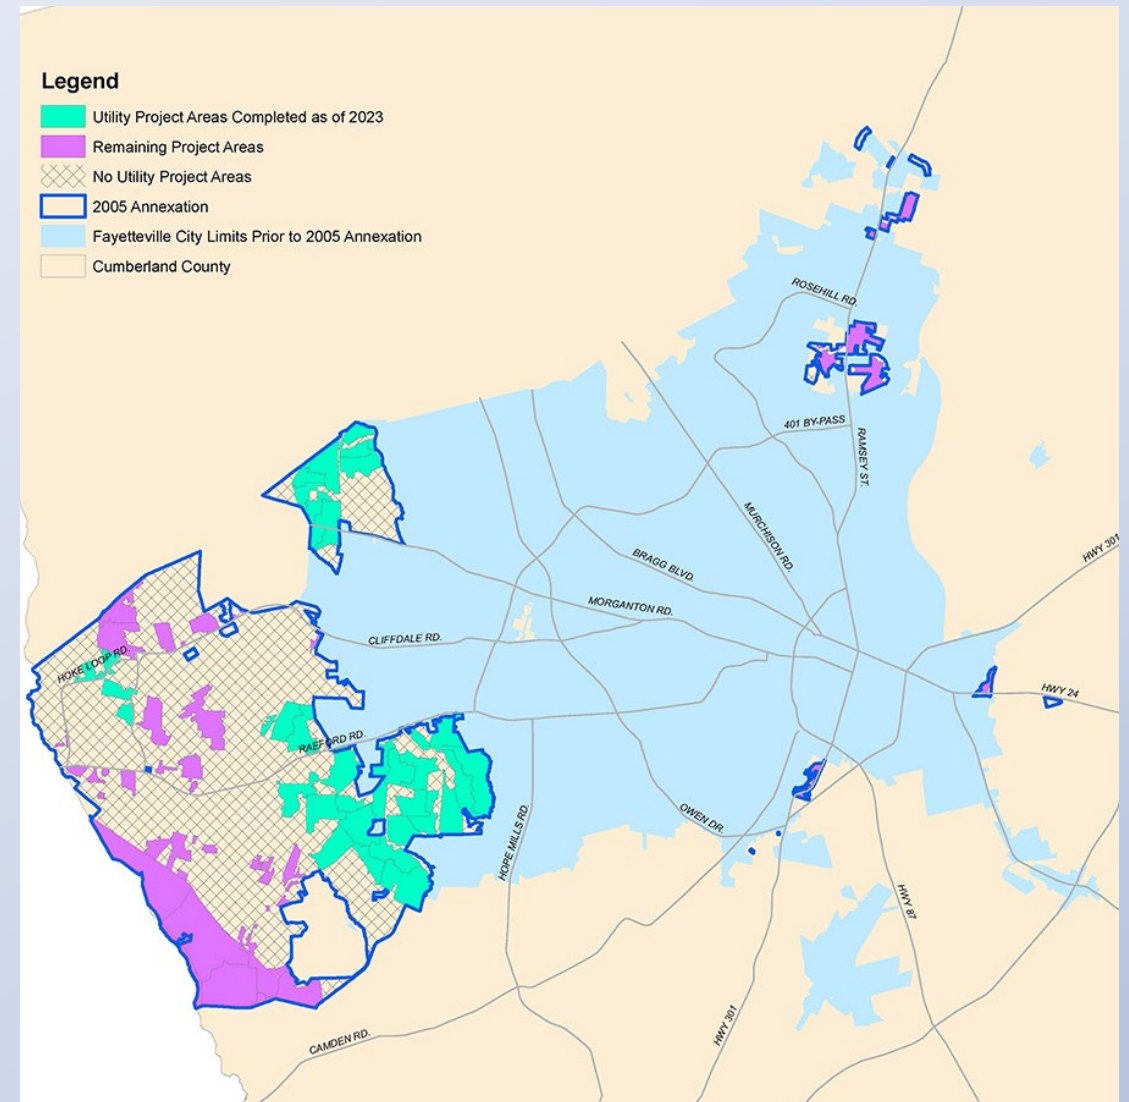 Legend
Utility Project Areas Completed as of 2023
Remaining Project Areas
No Utility Project Areas
2005 Annexation
Fayetteville City Limits Prior to 2005 Annexation
Cumberland County
ROSEHILL RD.
401 BY-PASS
RAMSEY ST.
MURCHISON RD.
HWY 301
BRAGG BLVD.
MORGANTON RD.
CLIFFDALE RD.
HOKE LOOP RD.
HWY 24
RAEFORD RD.
HOPE MILLS RD.
OWEN DR.
HWY 87
HWY 301
CAMDEN RD.